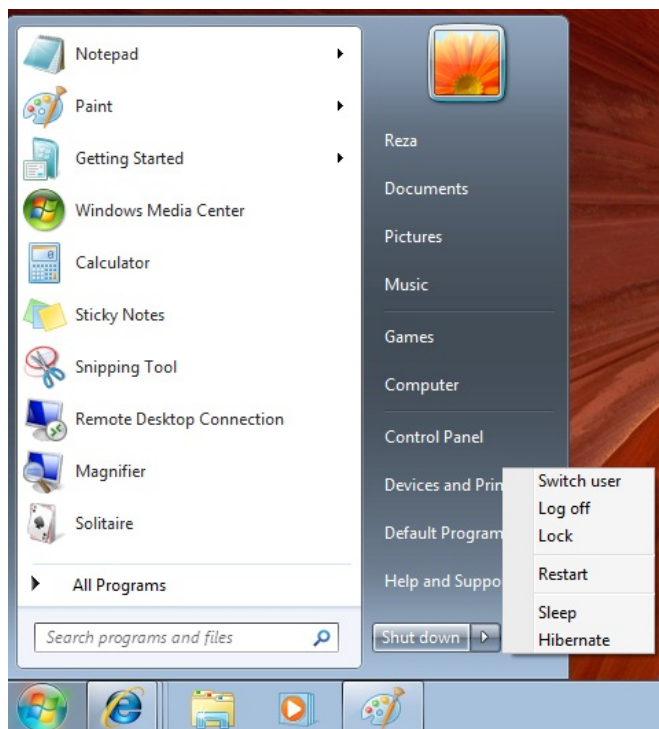 Notepad
Paint
Getting Started
Windows Media Center
Calculator
Sticky Notes
Snipping Tool
Remote Desktop Connection
Magnifier
Solitaire
All Programs
Search programs and files
Reza
Documents
Pictures
Music
Games
Computer
Control Panel
Devices and Prin
Default Program
Help and Suppo
Shut down
Switch user
Log off
Lock
Restart
Sleep
Hibernate